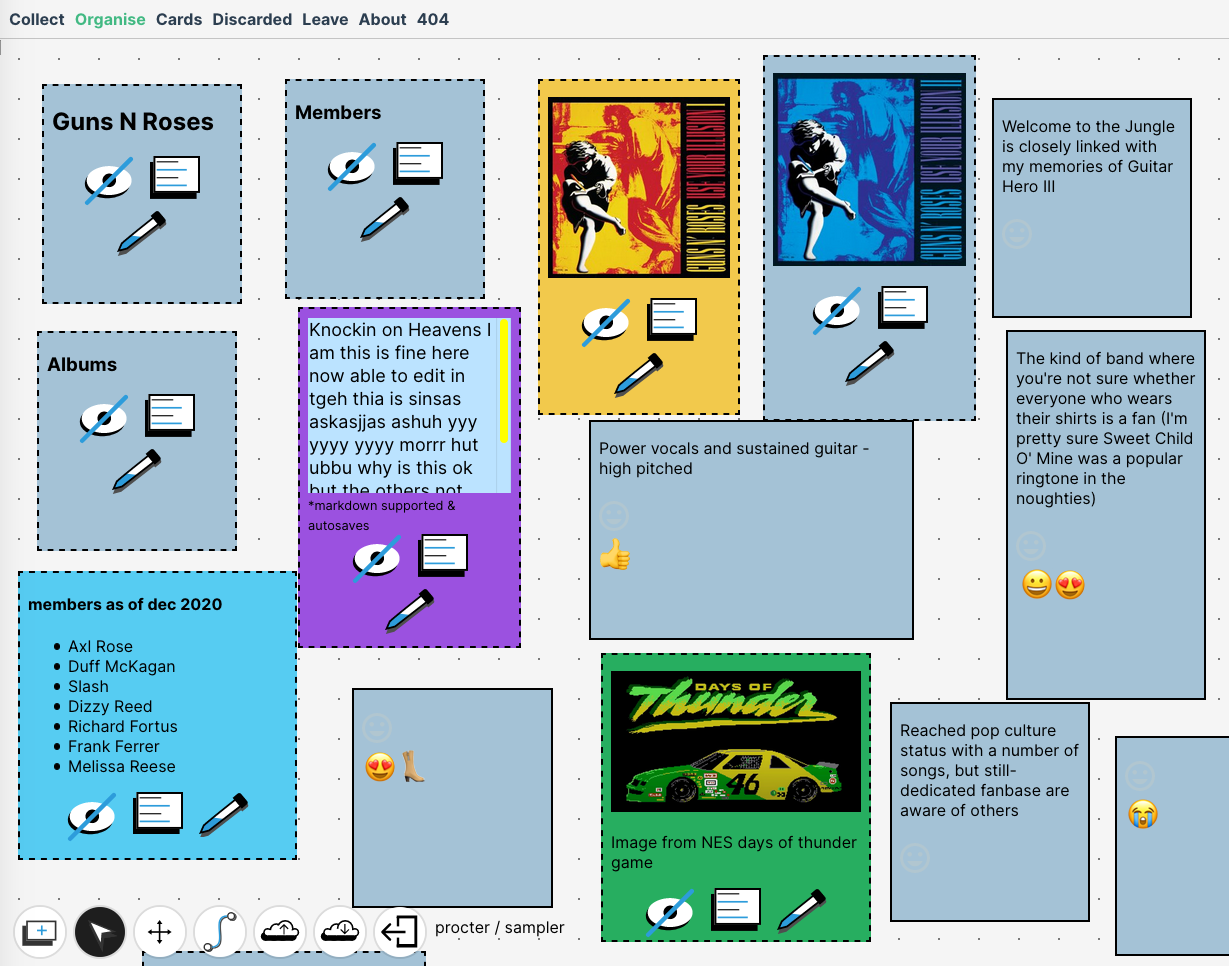 Collect Organise Cards Discarded Leave About 404
Guns N Roses
Members
GUNS N' ROSES USE YOUR ILLUSION I
GUNS N' ROSES USE YOUR ILLUSION II
Welcome to the Jungle
is closely linked with
my memories of Guitar
Hero III
Albums
Knockin on Heavens I
am this is fine here
now able to edit in
tgeh thia is sinsas
askasjjas ashuh yyy
yyyy yyyy morrr hut
ubbu why is this ok
but the others not
*markdown supported &
autosaves
Power vocals and sustained guitar -
high pitched
The kind of band where
you're not sure whether
everyone who wears
their shirts is a fan (I'm
pretty sure Sweet Child
O' Mine was a popular
ringtone in the
noughties)
members as of dec 2020
Axl Rose
Duff McKagan
Slash
Dizzy Reed
Richard Fortus
Frank Ferrer
Melissa Reese
DAYS OF
Thunder
46
Image from NES days of thunder
game
Reached pop culture
status with a number of
songs, but still-
dedicated fanbase are
aware of others
procter / sampler